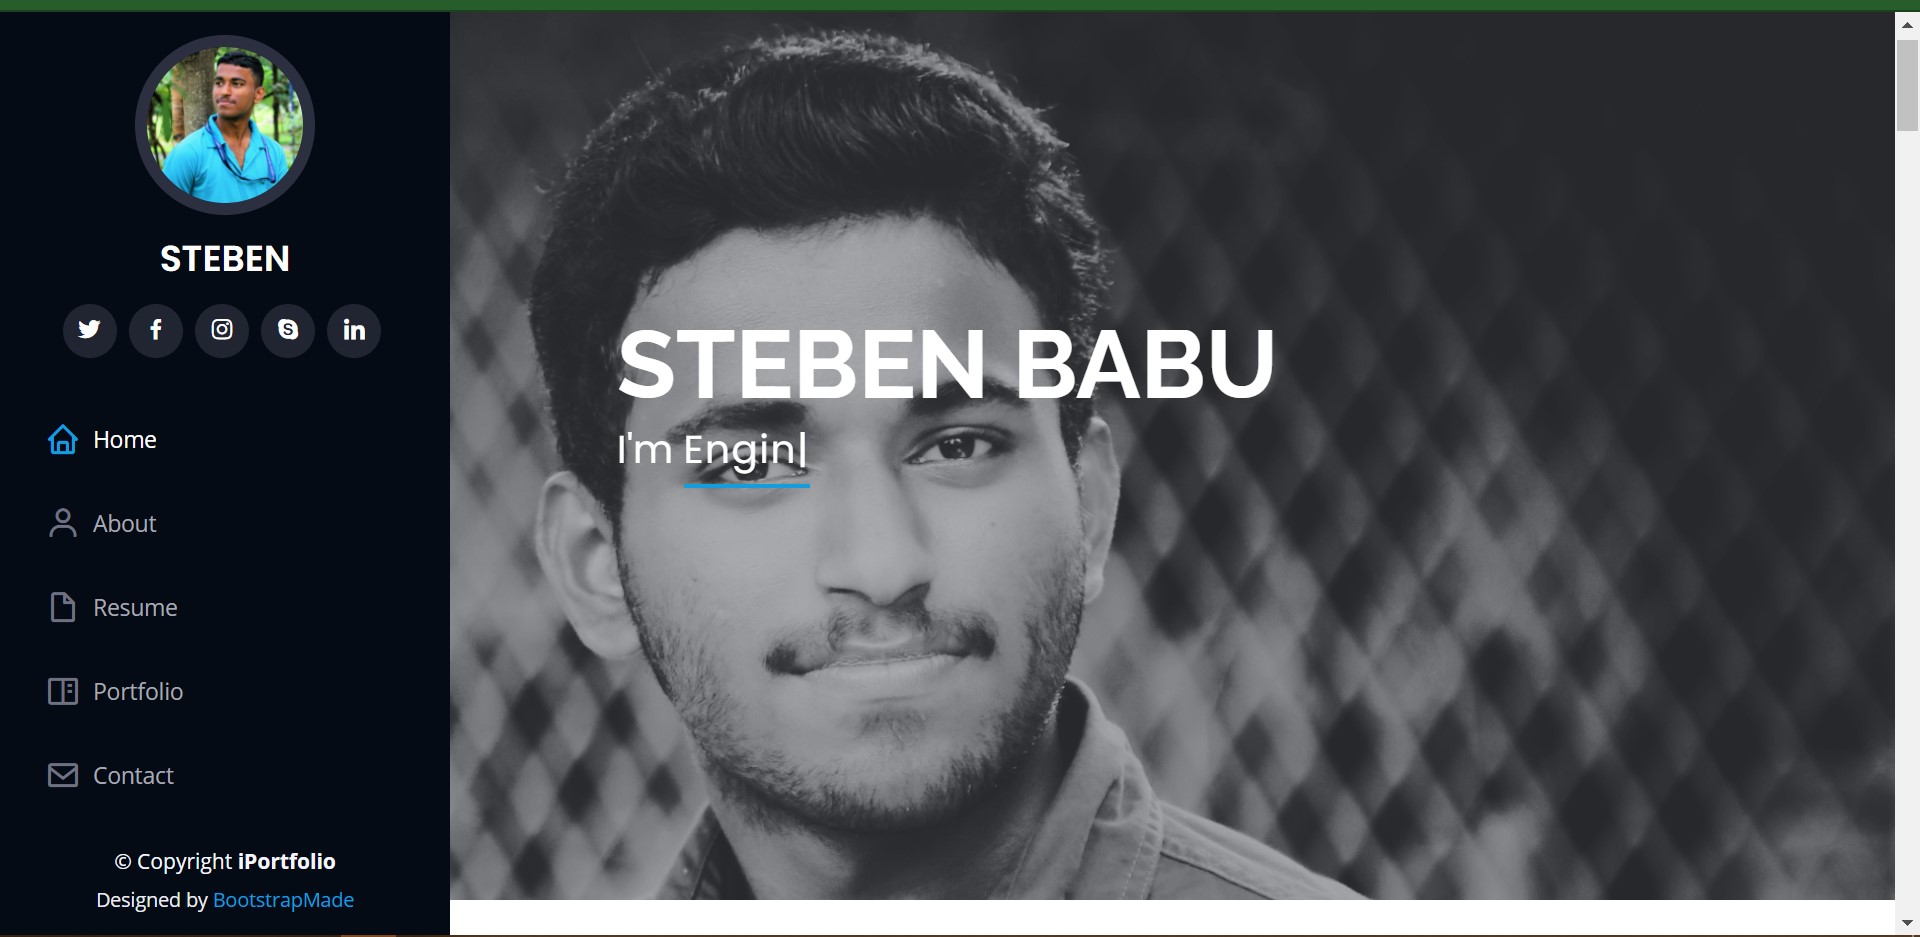 STEBEN
Home
About
Resume
Portfolio
Contact
© Copyright iPortfolio
Designed by BootstrapMade
STEBEN BABU
I'm Engin|